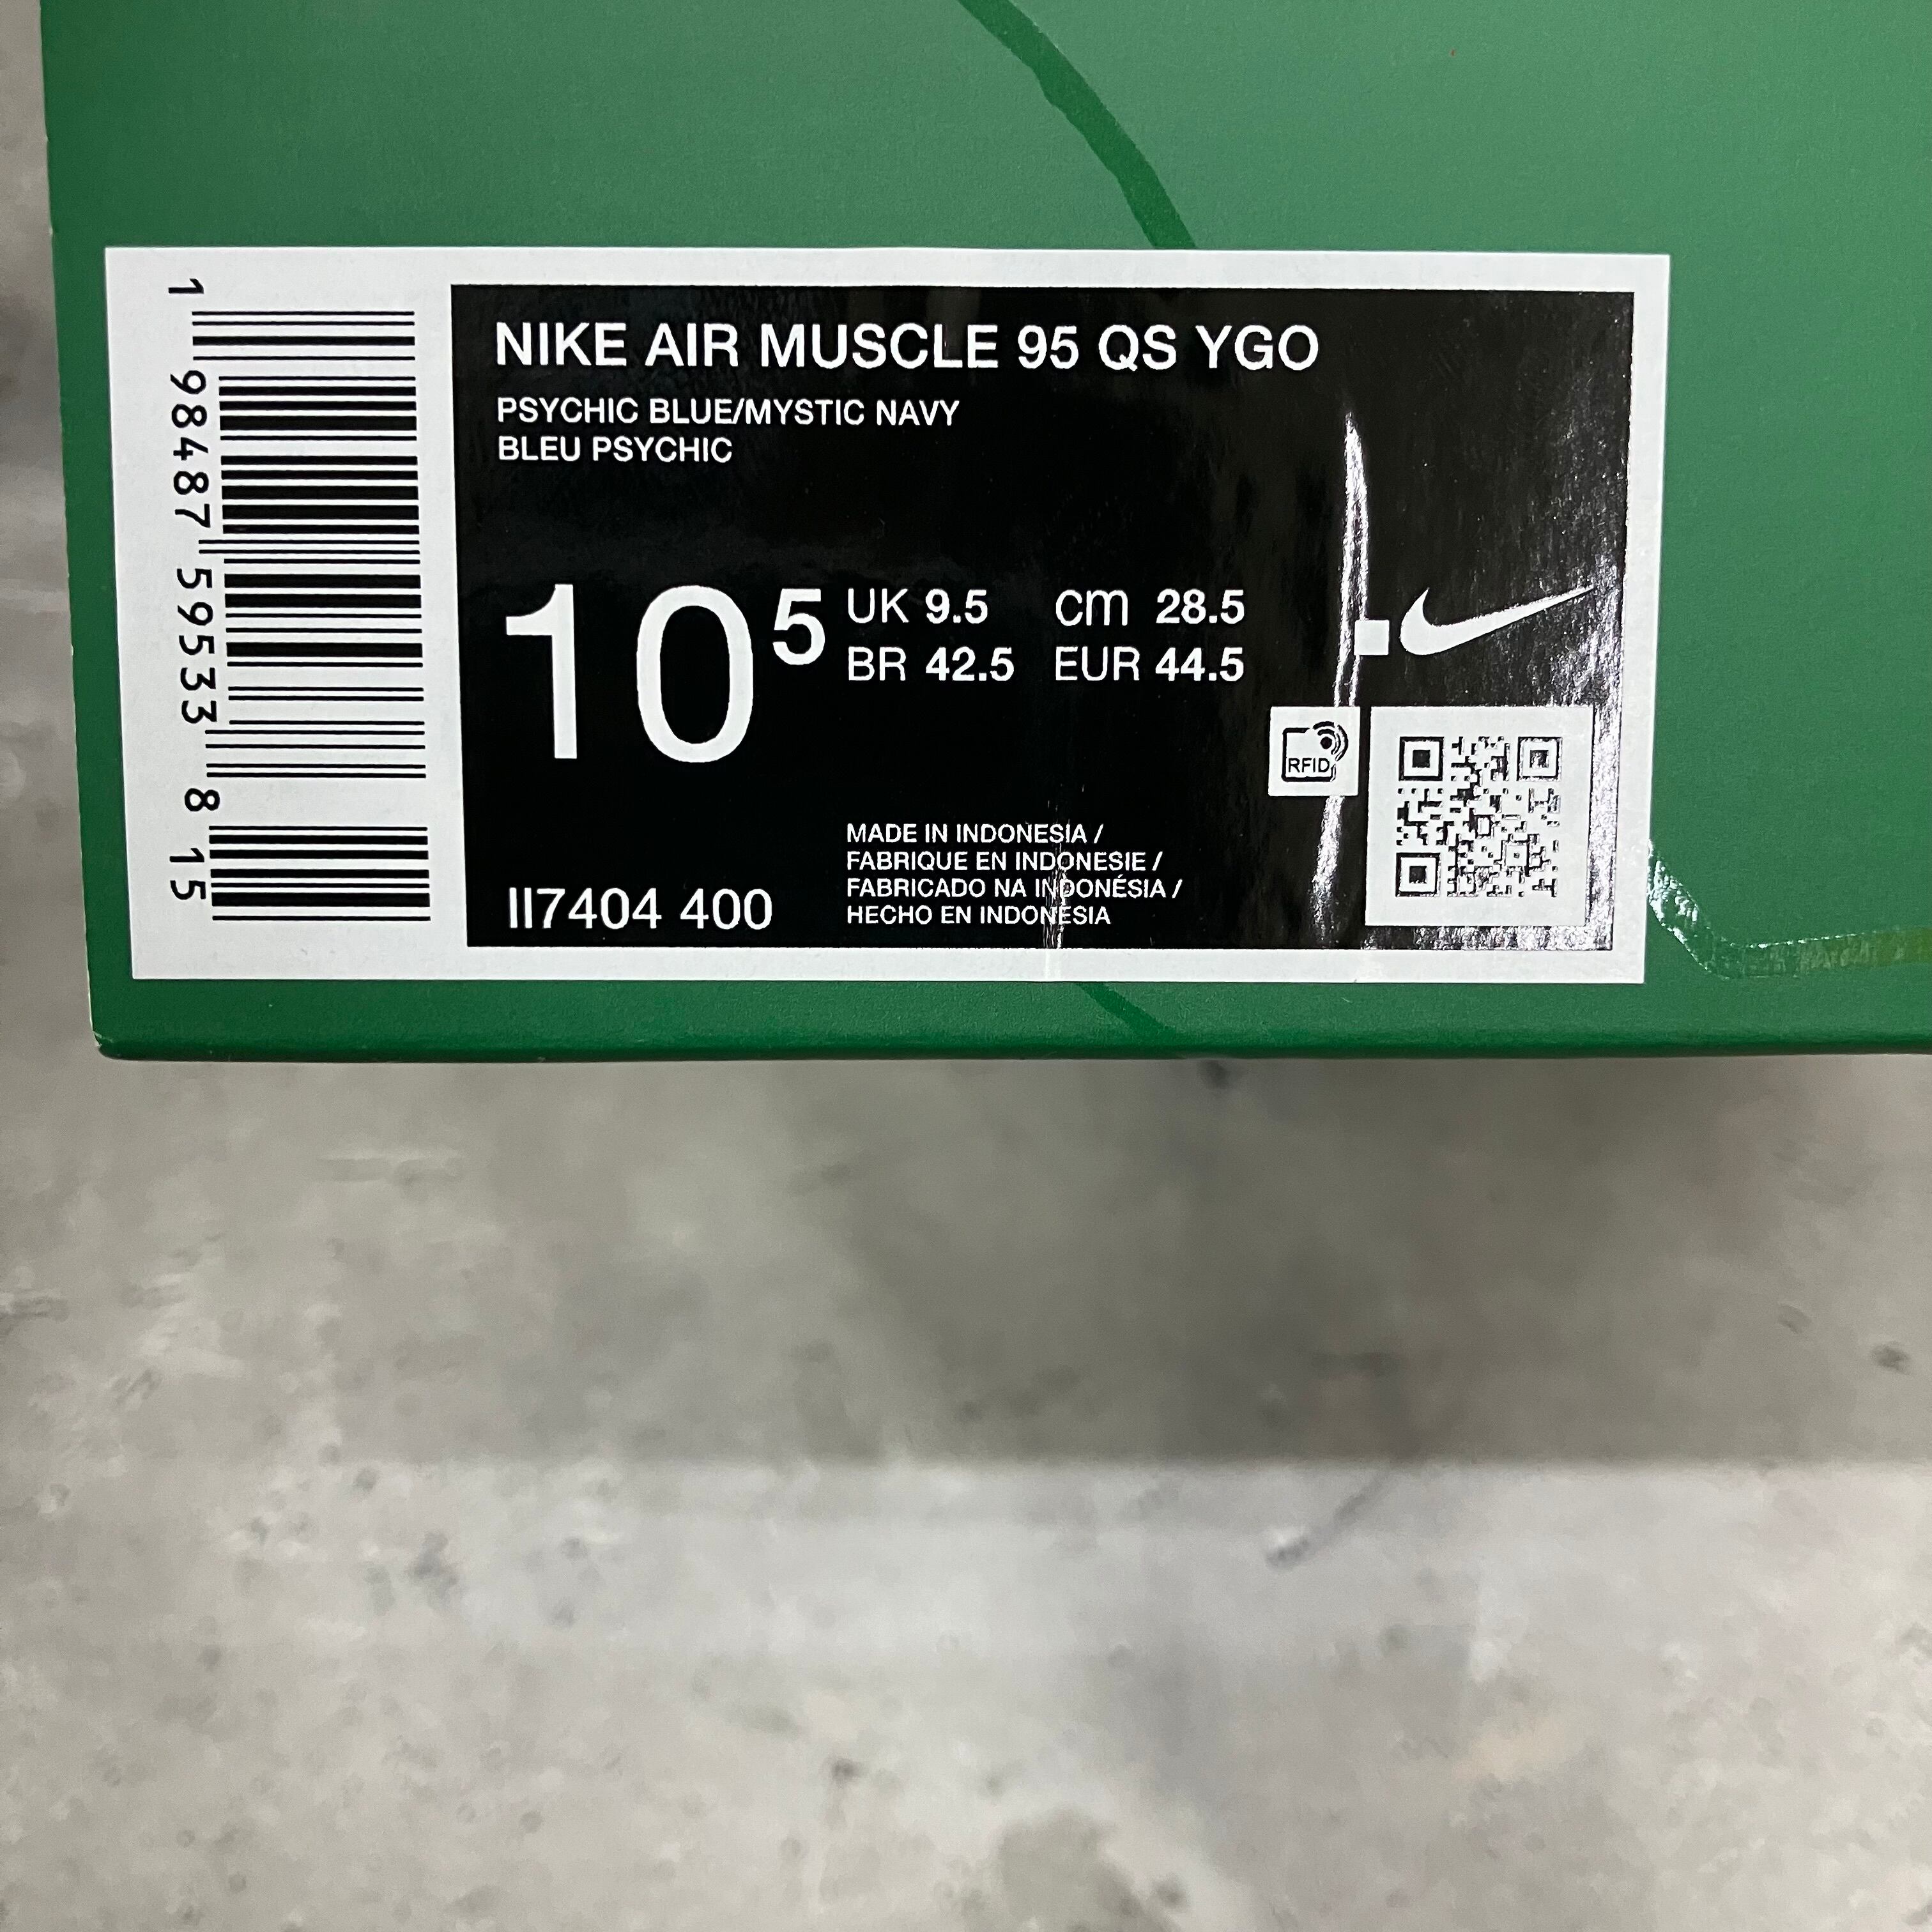 1 98487 59533 8 15
NIKE AIR MUSCLE 95 QS YGO
PSYCHIC BLUE/MYSTIC NAVY
BLEU PSYCHIC
10 5
UK 9.5 cm 28.5
BR 42.5 EUR 44.5
RFID
MADE IN INDONESIA /
FABRIQUE EN INDONESIE /
FABRICADO NA INDONÉSIA /
HECHO EN INDONESIA
II7404 400